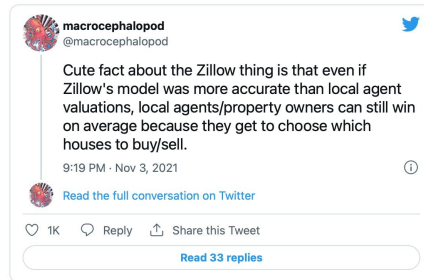 macrocephalopod
@macrocephalopod
Cute fact about the Zillow thing is that even if
Zillow's model was more accurate than local agent
valuations, local agents/property owners can still win
on average because they get to choose which
houses to buy/sell.
9:19 PM · Nov 3, 2021
Read the full conversation on Twitter
1K Reply Share this Tweet
Read 33 replies